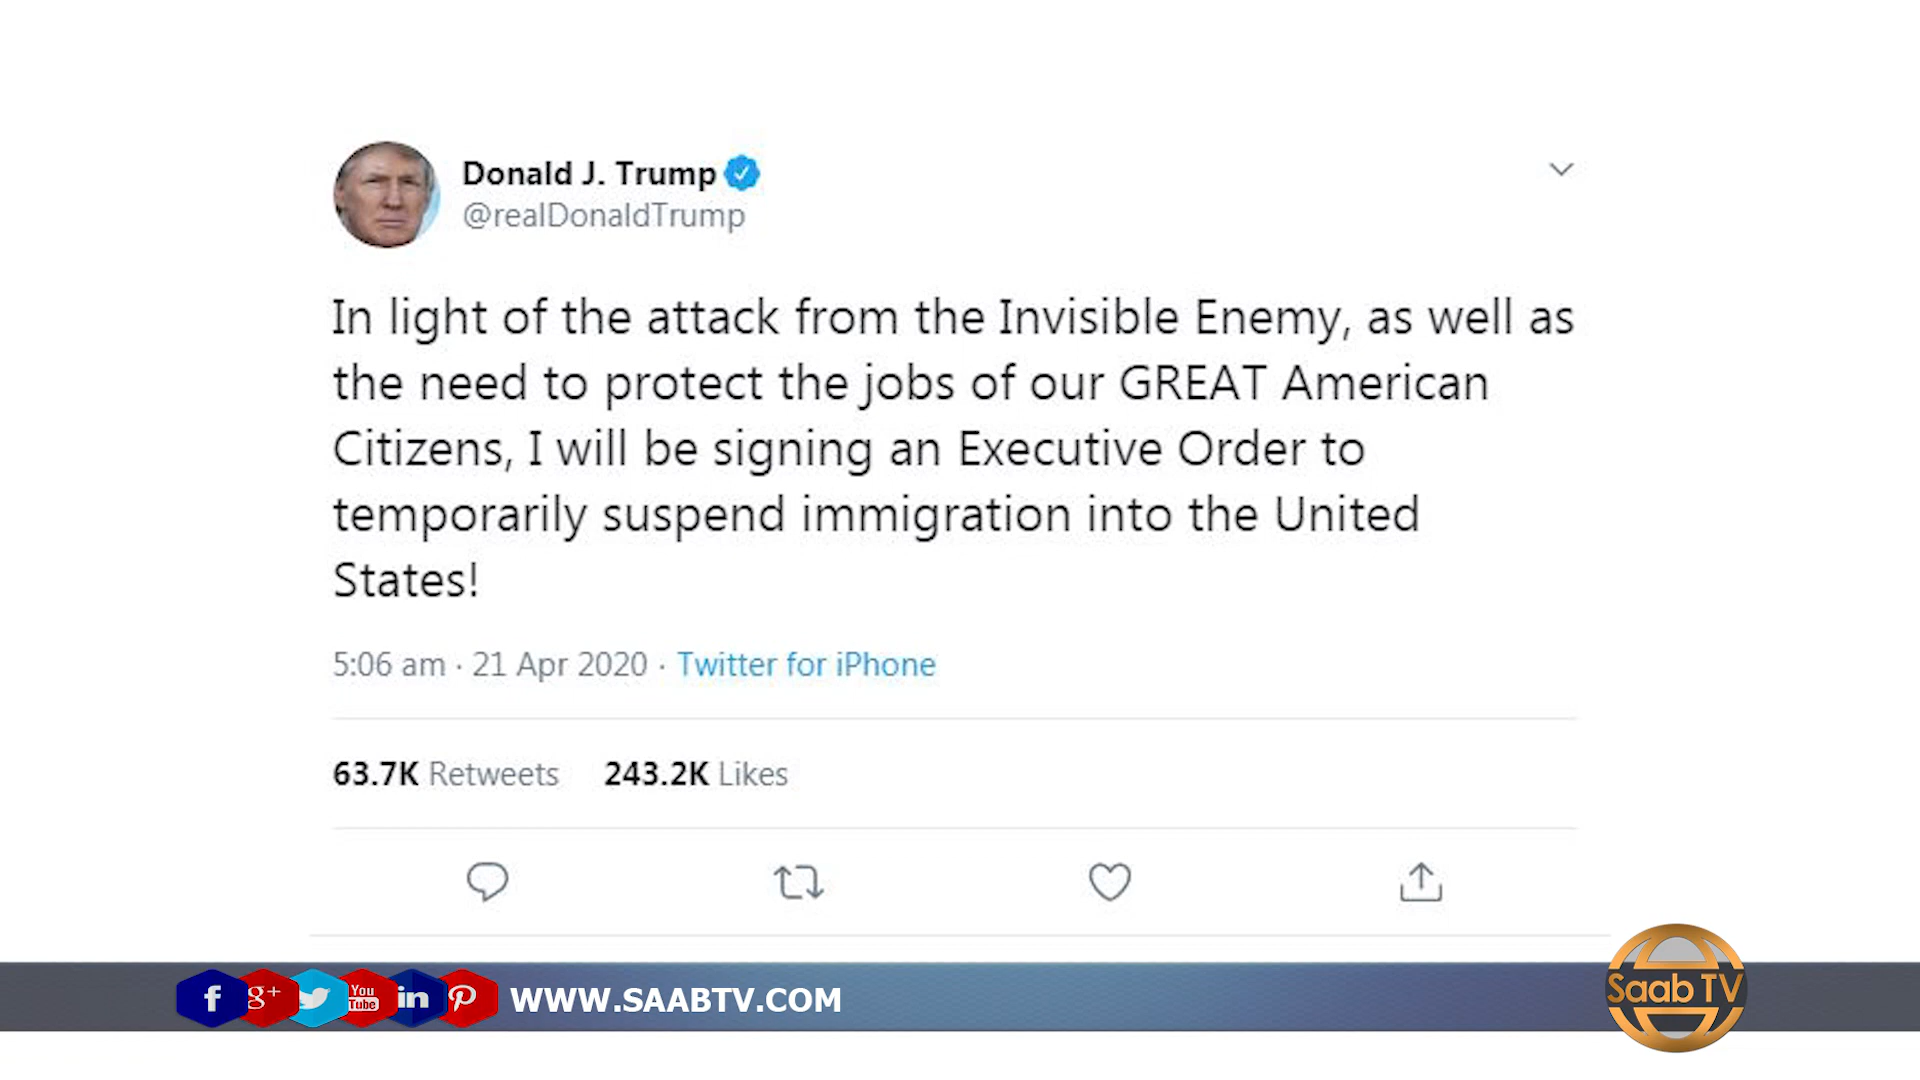 Donald J. Trump
@realDonaldTrump
In light of the attack from the Invisible Enemy, as well as
the need to protect the jobs of our GREAT American
Citizens, I will be signing an Executive Order to
temporarily suspend immigration into the United
States!
5:06 am · 21 Apr 2020 · Twitter for iPhone
63.7K Retweets 243.2K Likes
f g+ You Tube in WWW.SAABTV.COM
Saab TV